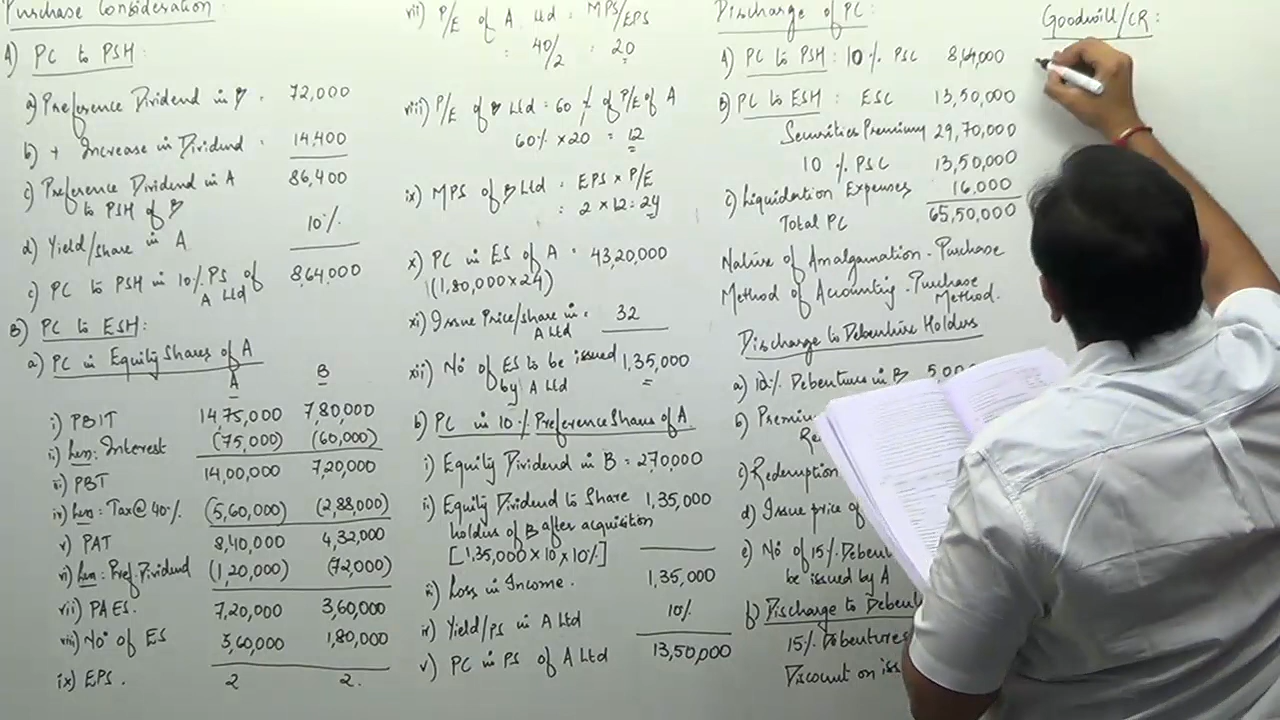 Purchase Consideration:
A) PC to PSH:
a) Preference Dividend in B : 72,000
b) + Increase in Dividend : 14,400
c) Preference Dividend in A 86,400
to PSH of B
d) Yield/share in A 10%
e) PC to PSH in 10% PS of 8,64,000
A Ltd
B) PC to ESH:
a) PC in Equity Shares of A
A B
i) PBIT 14,75,000 7,80,000
ii) Less: Interest (75,000) (60,000)
iii) PBT 14,00,000 7,20,000
iv) Less: Tax@ 40% (5,60,000) (2,88,000)
v) PAT 8,40,000 4,32,000
vi) Less: Pref. Dividend (1,20,000) (72,000)
vii) PAES. 7,20,000 3,60,000
viii) No of ES 3,60,000 1,80,000
ix) EPS. 2 2.
vii) P/E of A Ltd = MPS/EPS
: 40/2 : 20
viii) P/E of B Ltd = 60 % of P/E of A
60% × 20 = 12
ix) MPS of B Ltd = EPS × P/E
: 2 × 12 = 24
x) PC in ES of A = 43,20,000
(1,80,000 × 24)
xi) Issue Price/share in = 32
A Ltd
xii) No of ES to be issued 1,35,000
by A Ltd
b) PC in 10% Preference Shares of A
i) Equity Dividend in B = 270,000
ii) Equity Dividend to Share 1,35,000
holders of B after acquisition
[1,35,000 × 10 × 10%]
iii) Loss in Income. 1,35,000
iv) Yield/ps in A Ltd 10%
v) PC in PS of A Ltd 13,50,000
Discharge of PC:
A) PC to PSH : 10% PSC 8,64,000
B) PC to ESH : ESC 13,50,000
Securities Premium 29,70,000
10 % PSC 13,50,000
c) Liquidation Expenses 16,000
Total PC 65,50,000
Nature of Amalgamation - Purchase
Method of Accounting - Purchase
Method.
Discharge to Debenture Holders
a) 10% Debentures in B 5,00
b)
c) Redemption
d) Issue price of
e) No of 15% Debent
be issued by A
f) Discharge to Debent
15% Debentures
Discount on iss
Goodwill/CR :